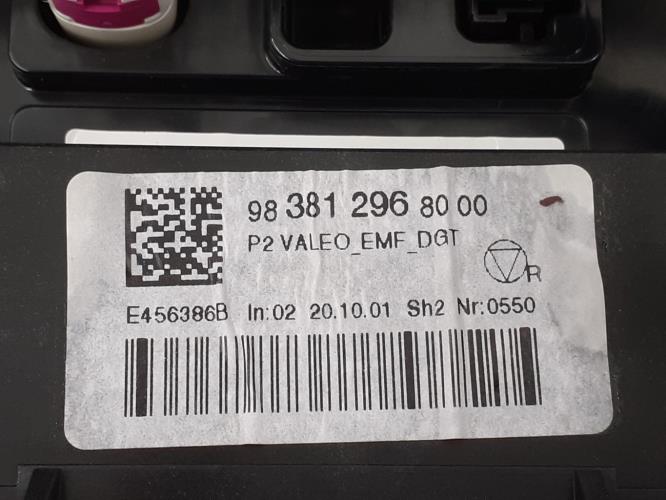 98 381 296 80 00
P2 VALEO_EMF_DGT
R
E456386B In:02 20.10.01 Sh2 Nr:0550